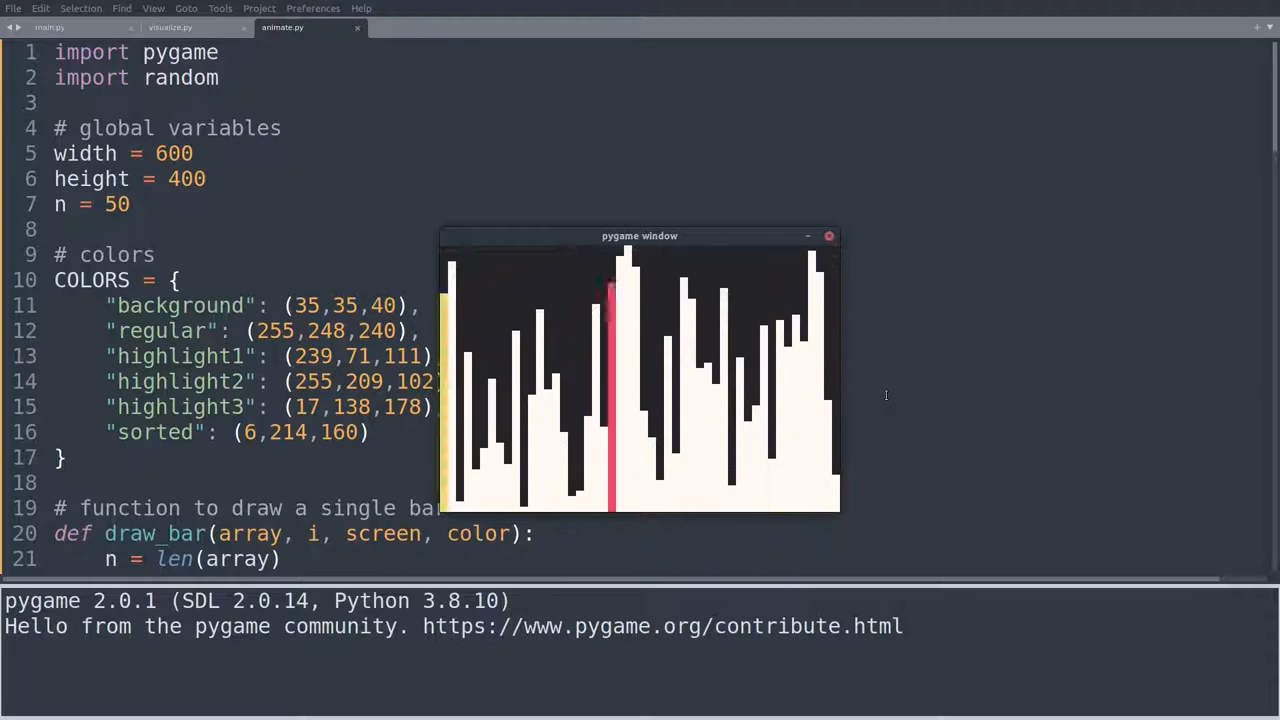 File Edit Selection Find View Goto Tools Project Preferences Help
main.py visualize.py animate.py
1 import pygame
2 import random
3
4 # global variables
5 width = 600
6 height = 400
7 n = 50
8
9 # colors
10 COLORS = {
11 "background": (35,35,40),
12 "regular": (255,248,240),
13 "highlight1": (239,71,111)
14 "highlight2": (255,209,102
15 "highlight3": (17,138,178)
16 "sorted": (6,214,160)
17 }
18
19 # function to draw a single ba
20 def draw_bar(array, i, screen, color):
21 n = len(array)
pygame window
pygame 2.0.1 (SDL 2.0.14, Python 3.8.10)
Hello from the pygame community. https://www.pygame.org/contribute.html